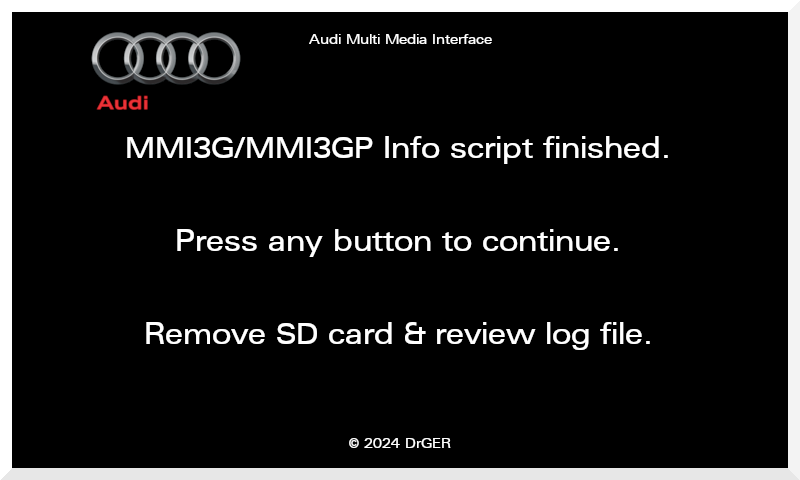 Audi Multi Media Interface
Audi
MMI3G/MMI3GP Info script finished.
Press any button to continue.
Remove SD card & review log file.
© 2024 DrGER